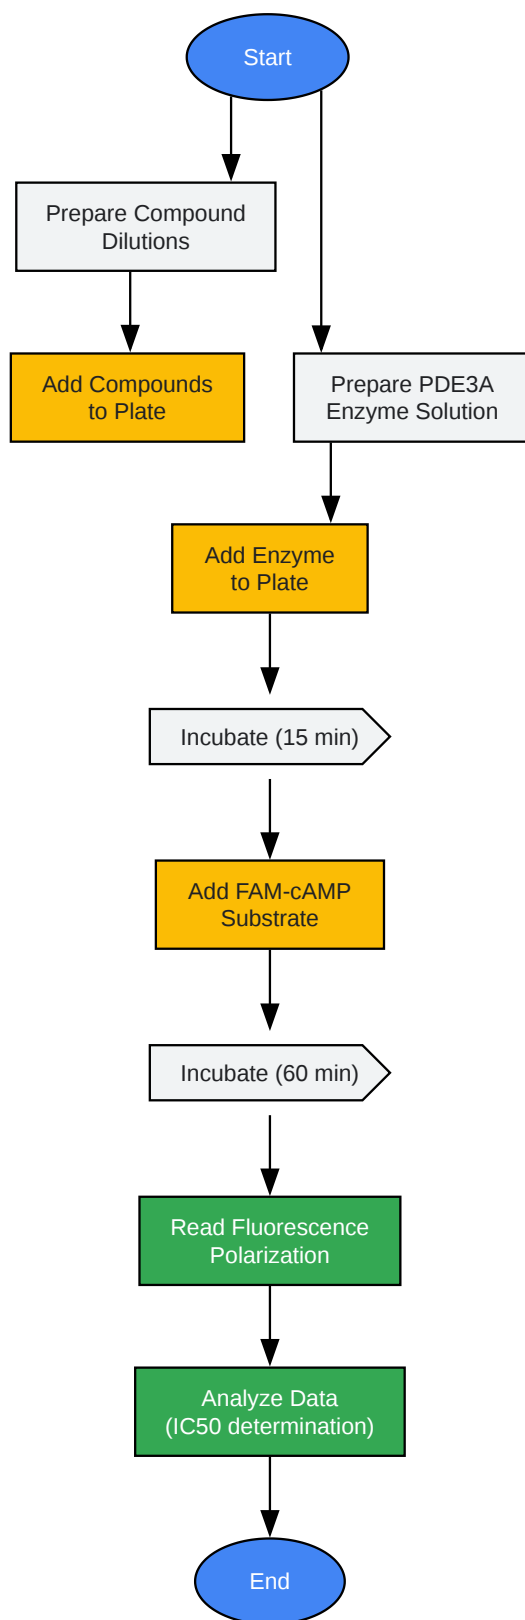 Start
Prepare Compound
Dilutions
Add Compounds
to Plate
Prepare PDE3A
Enzyme Solution
Add Enzyme
to Plate
Incubate (15 min)
Add FAM-cAMP
Substrate
Incubate (60 min)
Read Fluorescence
Polarization
Analyze Data
(IC50 determination)
End